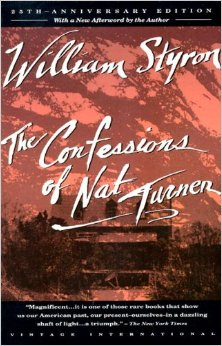 25TH-ANNIVERSARY EDITION
With a New Afterword by the Author
William Styron
The Confessions
of Nat Turner
"Magnificent...it is one of those rare books that show
us our American past, our present—ourselves—in a dazzling
shaft of light...a triumph." —The New York Times
VINTAGE INTERNATIONAL